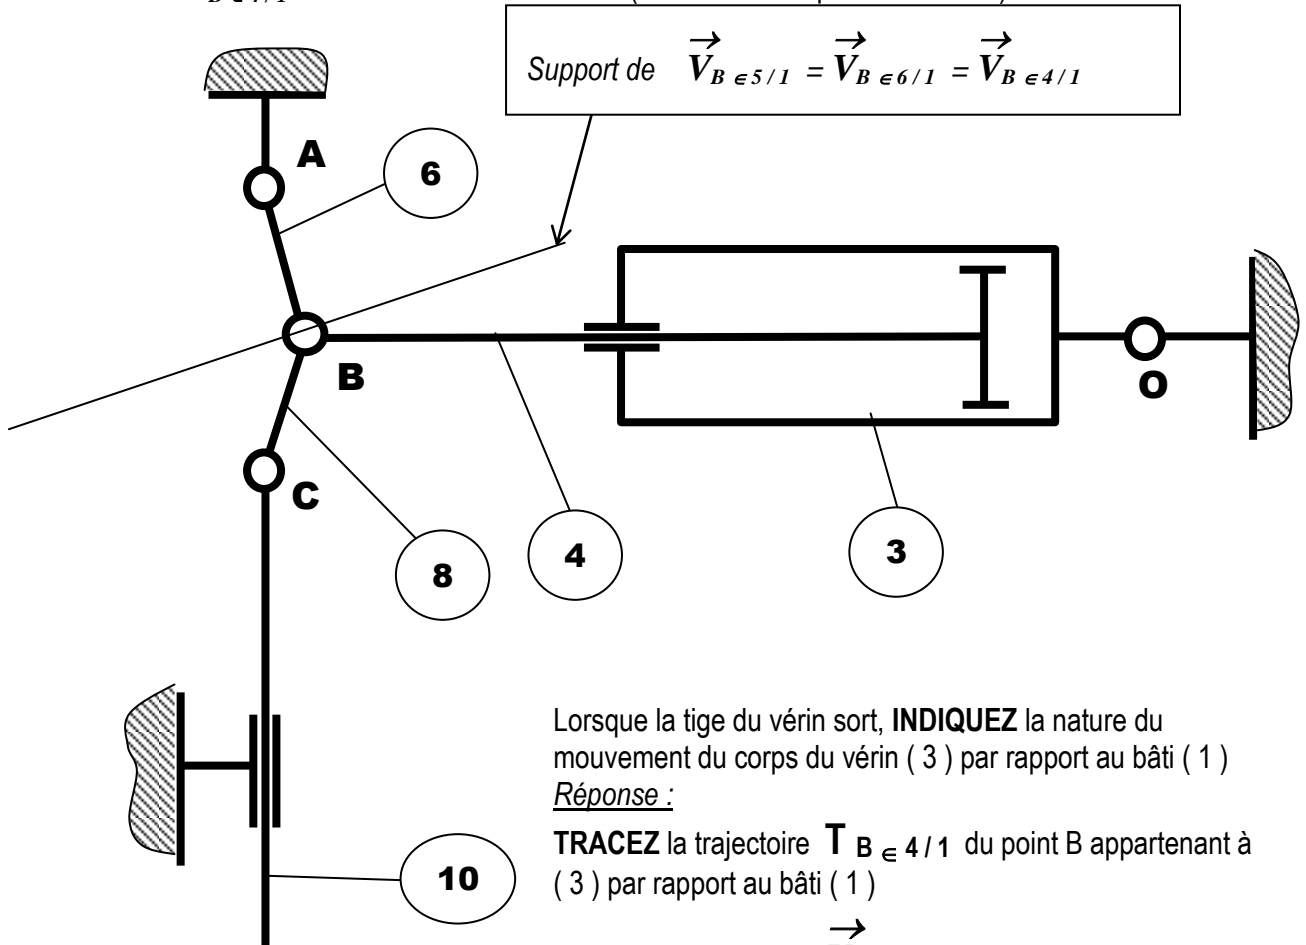 B ∈ 4 / 1
Support de V B ∈ 5 / 1 = V B ∈ 6 / 1 = V B ∈ 4 / 1
A
6
B
O
C
8
4
3
Lorsque la tige du vérin sort, INDIQUEZ la nature du
mouvement du corps du vérin ( 3 ) par rapport au bâti ( 1 )
Réponse :
TRACEZ la trajectoire T B ∈ 4 / 1 du point B appartenant à
( 3 ) par rapport au bâti ( 1 )
10